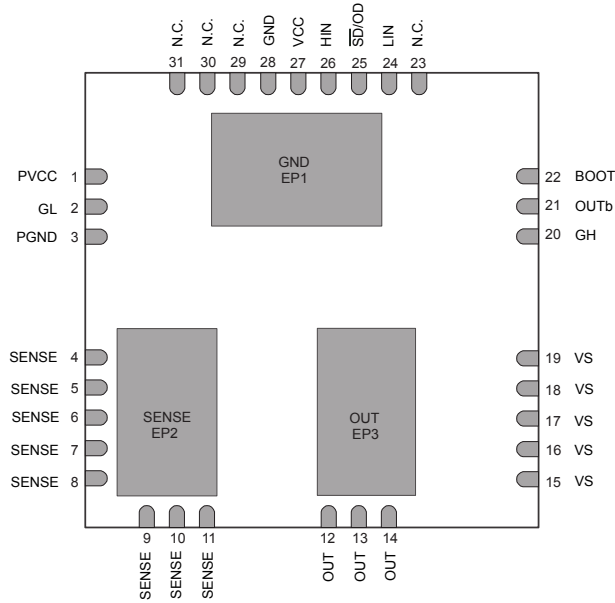 N.C. N.C. N.C. GND VCC HIN SD/OD LIN N.C.
31 30 29 28 27 26 25 24 23
GND
EP1
PVCC 1
GL 2
PGND 3
22 BOOT
21 OUTb
20 GH
SENSE 4
SENSE 5
SENSE 6
SENSE 7
SENSE 8
SENSE
EP2
OUT
EP3
19 VS
18 VS
17 VS
16 VS
15 VS
9 10 11 12 13 14
SENSE SENSE SENSE OUT OUT OUT